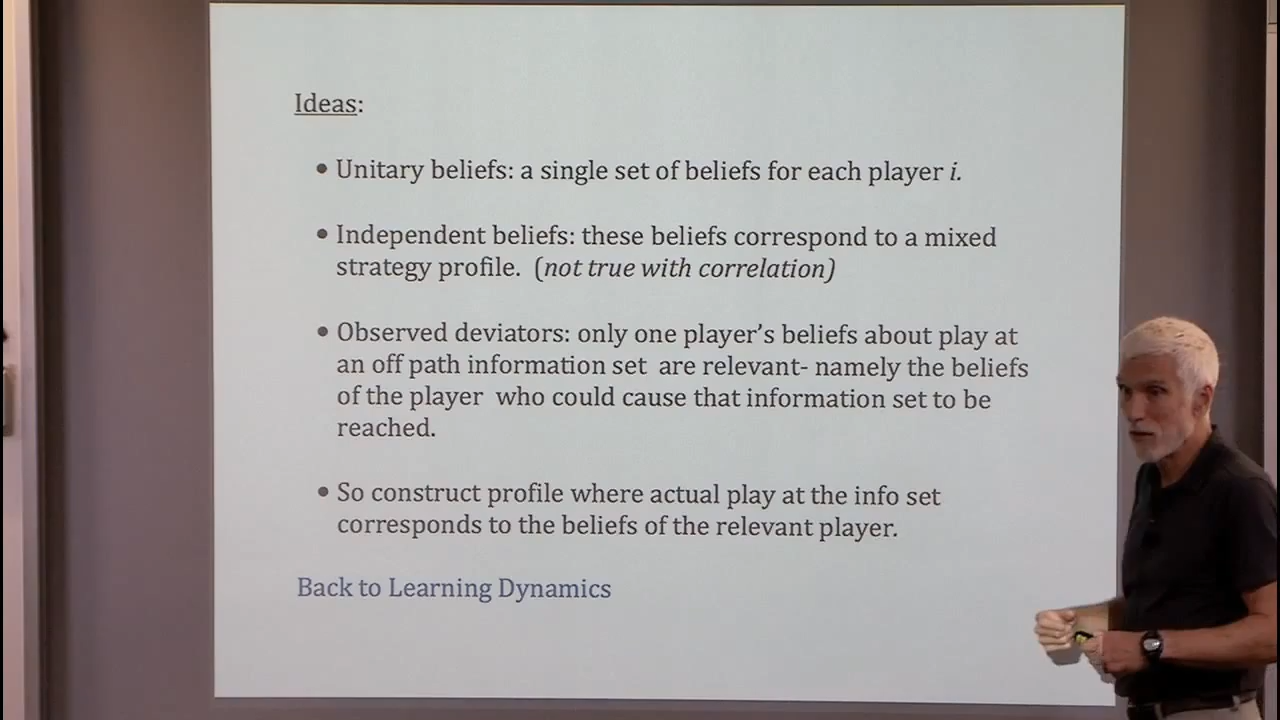 Ideas:
• Unitary beliefs: a single set of beliefs for each player i.
• Independent beliefs: these beliefs correspond to a mixed
strategy profile. (not true with correlation)
• Observed deviators: only one player's beliefs about play at
an off path information set are relevant- namely the beliefs
of the player who could cause that information set to be
reached.
• So construct profile where actual play at the info set
corresponds to the beliefs of the relevant player.
Back to Learning Dynamics